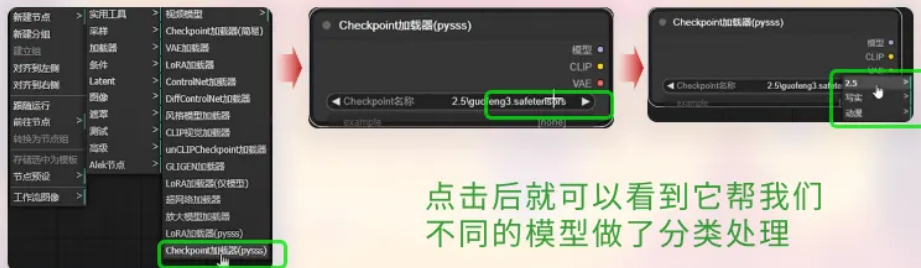 新建节点
新建分组
建立组
对齐到左侧
对齐到右侧
跟随运行
前往节点
转换为节点组
存储选中为模板
节点预设
工作流图像
实用工具
采样
加载器
条件
Latent
图像
遮罩
测试
高级
Alek节点
视频模型
Checkpoint加载器(简易)
VAE加载器
LoRA加载器
ControlNet加载器
DiffControlNet加载器
风格模型加载器
CLIP视觉加载器
unCLIPCheckpoint加载器
GLIGEN加载器
LoRA加载器(仅模型)
超网络加载器
放大模型加载器
LoRA加载器(pysss)
Checkpoint加载器(pysss)
Checkpoint加载器(pysss)
模型
CLIP
VAE
Checkpoint名称 2.5\guofeng3.safetensors
example [none]
Checkpoint加载器(pysss)
模型
CLIP
VAE
Checkpoint名称 2.5\guofeng3.safetensors
example
2.5
写实
动漫
点击后就可以看到它帮我们
不同的模型做了分类处理